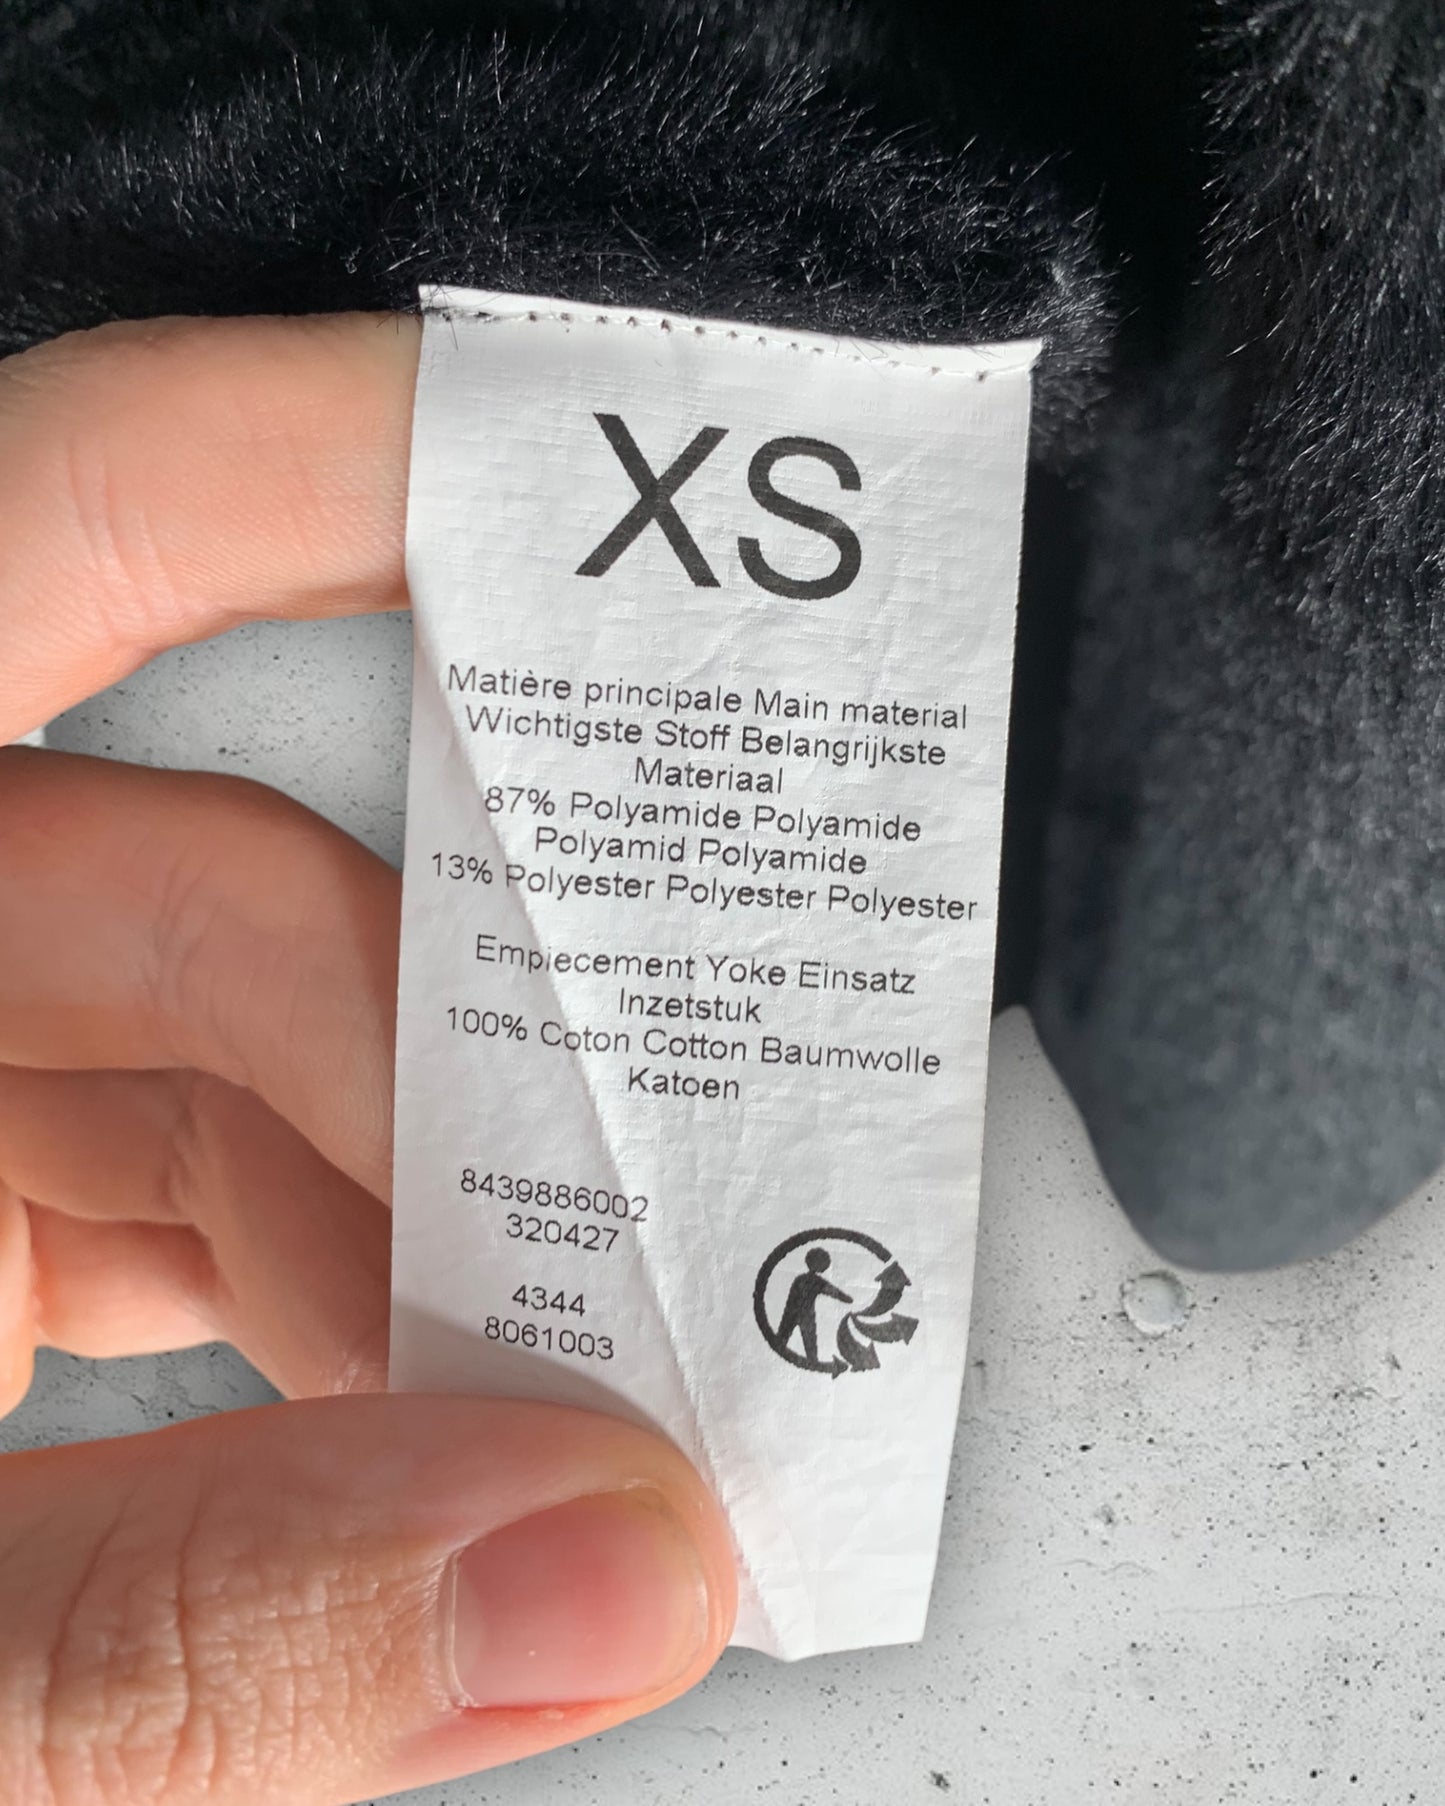 XS
Matière principale Main material
Wichtigste Stoff Belangrijkste
Materiaal
87% Polyamide Polyamide
Polyamid Polyamide
13% Polyester Polyester Polyester
Empiecement Yoke Einsatz
Inzetstuk
100% Coton Cotton Baumwolle
Katoen
8439886002
320427
4344
8061003